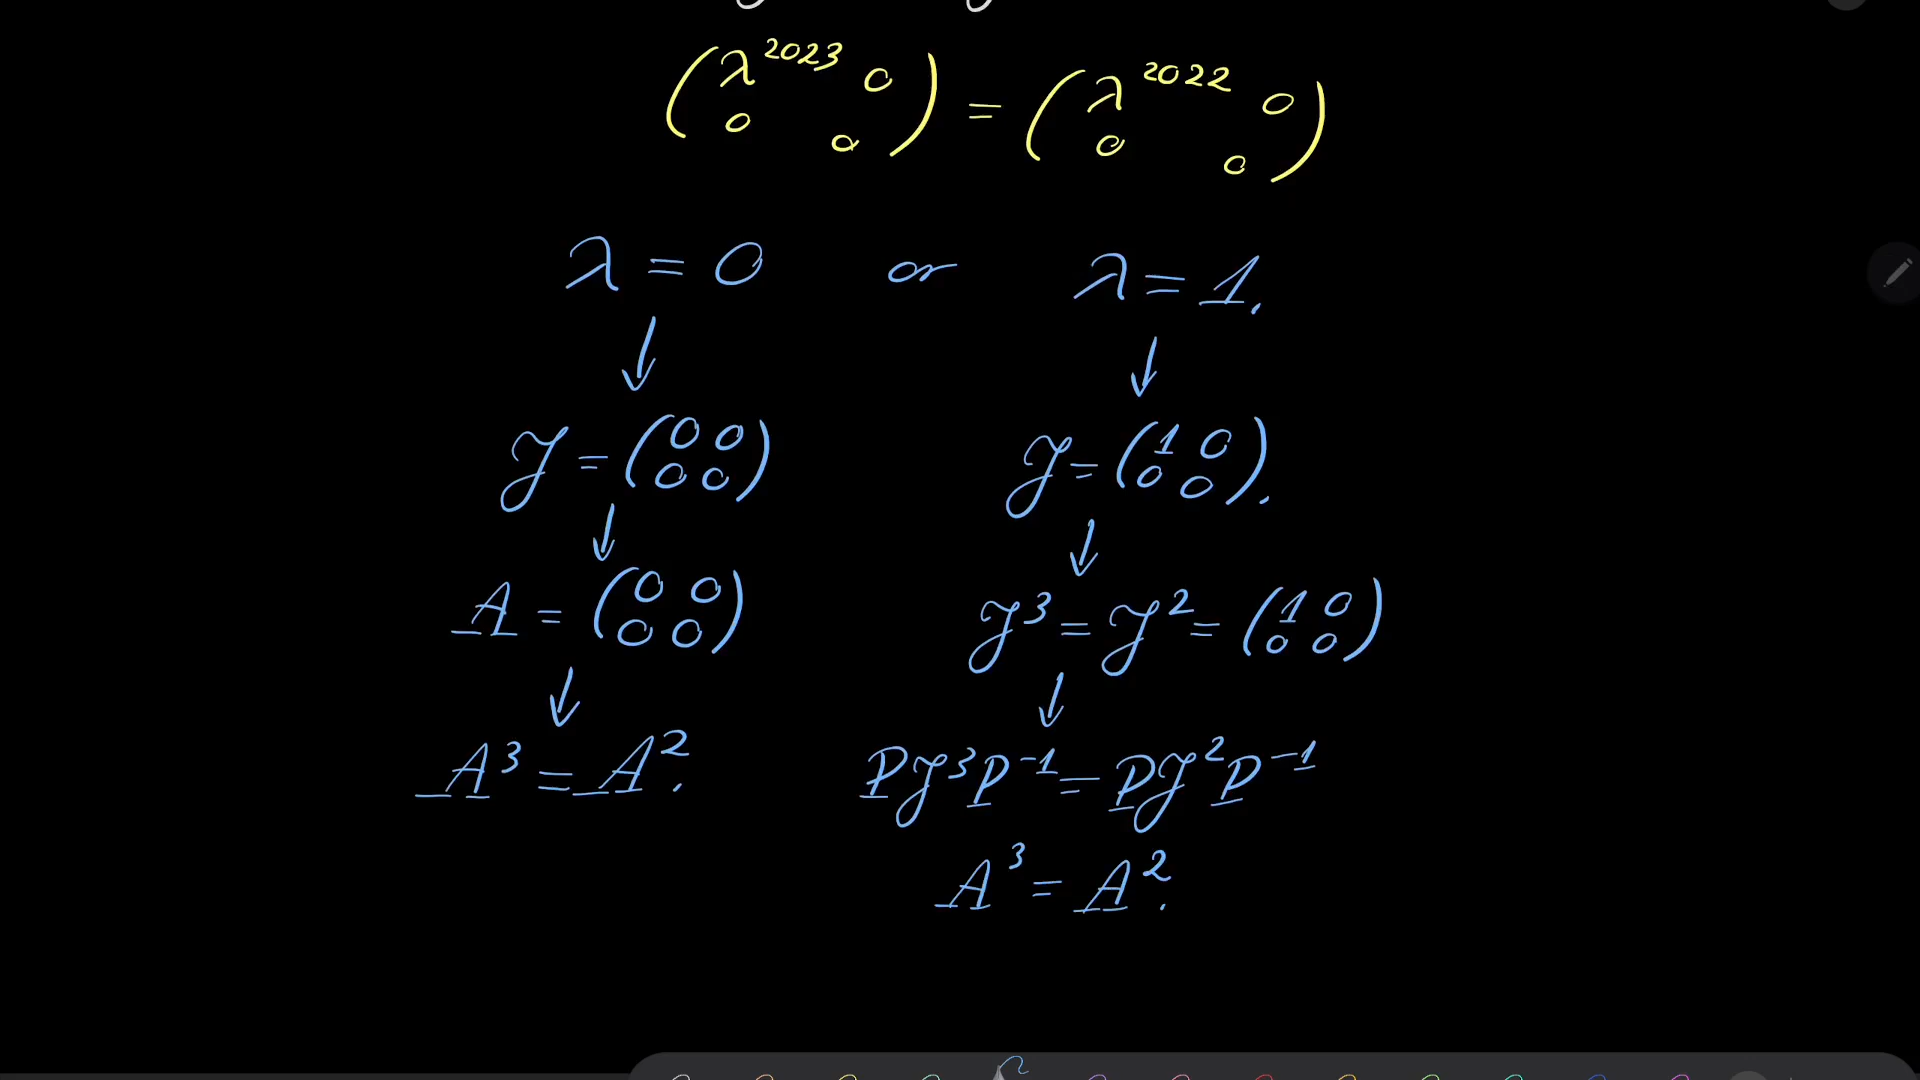 (λ^2023 0 0 0) = (λ^2022 0 0 0)
λ = 0 or λ = 1.
↓ ↓
J = (0 0 0 0) J = (1 0 0 0).
↓ ↓
A = (0 0 0 0) J^3 = J^2 = (1 0 0 0)
↓ ↓
A^3 = A^2. PJ^3P^-1 = PJ^2P^-1
A^3 = A^2.